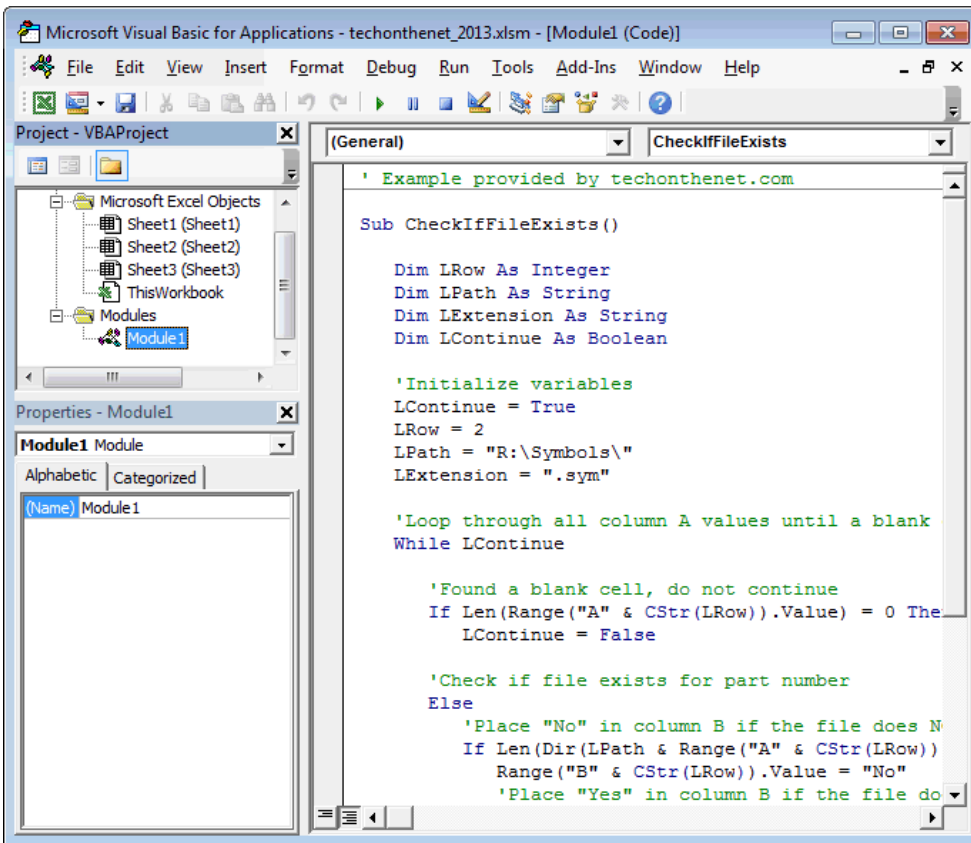 Microsoft Visual Basic for Applications - techonthenet_2013.xlsm - [Module1 (Code)]
File Edit View Insert Format Debug Run Tools Add-Ins Window Help
Project - VBAProject
Microsoft Excel Objects
Sheet1 (Sheet1)
Sheet2 (Sheet2)
Sheet3 (Sheet3)
ThisWorkbook
Modules
Module1
Properties - Module1
Module1 Module
Alphabetic Categorized
(Name) Module1
(General) CheckIfFileExists
' Example provided by techonthenet.com
Sub CheckIfFileExists()
Dim LRow As Integer
Dim LPath As String
Dim LExtension As String
Dim LContinue As Boolean
'Initialize variables
LContinue = True
LRow = 2
LPath = "R:\Symbols\"
LExtension = ".sym"
'Loop through all column A values until a blank
While LContinue
'Found a blank cell, do not continue
If Len(Range("A" & CStr(LRow)).Value) = 0 The
LContinue = False
'Check if file exists for part number
Else
'Place "No" in column B if the file does N
If Len(Dir(LPath & Range("A" & CStr(LRow))
Range("B" & CStr(LRow)).Value = "No"
'Place "Yes" in column B if the file do